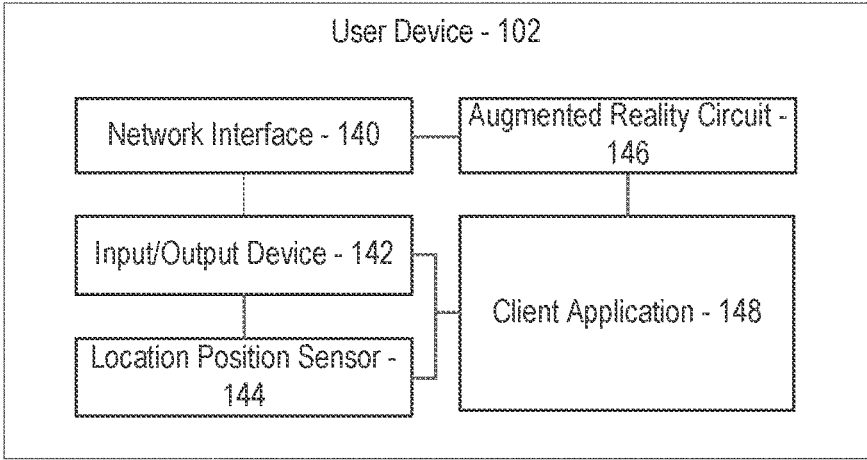 User Device - 102
Network Interface - 140
Augmented Reality Circuit -
146
Input/Output Device - 142
Client Application - 148
Location Position Sensor -
144